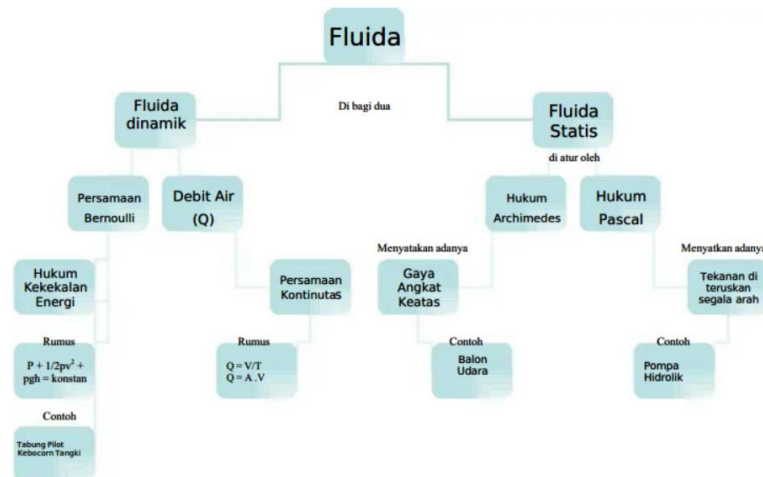 Fluida
Di bagi dua
Fluida
dinamik
Fluida
Statis
di atur oleh
Persamaan
Bernoulli
Debit Air
(Q)
Hukum
Archimedes
Hukum
Pascal
Menyatakan adanya
Menyatkan adanya
Hukum
Kekekalan
Energi
Persamaan
Kontinutas
Gaya
Angkat
Keatas
Tekanan di
teruskan
segala arah
Rumus
Rumus
Contoh
Contoh
P + 1/2pv² +
pgh = konstan
Q = V/T
Q = A . V
Balon
Udara
Pompa
Hidrolik
Contoh
Tabung Pilot
Kebocorn Tangki